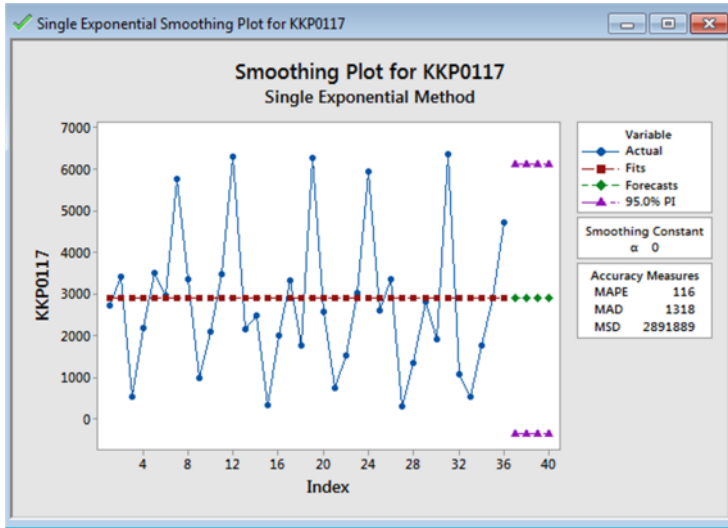 Single Exponential Smoothing Plot for KKP0117
Smoothing Plot for KKP0117
Single Exponential Method
7000
6000
5000
4000
3000
2000
1000
0
KKP0117
4 8 12 16 20 24 28 32 36 40
Index
Variable
Actual
Fits
Forecasts
95.0% PI
Smoothing Constant
α 0
Accuracy Measures
MAPE 116
MAD 1318
MSD 2891889